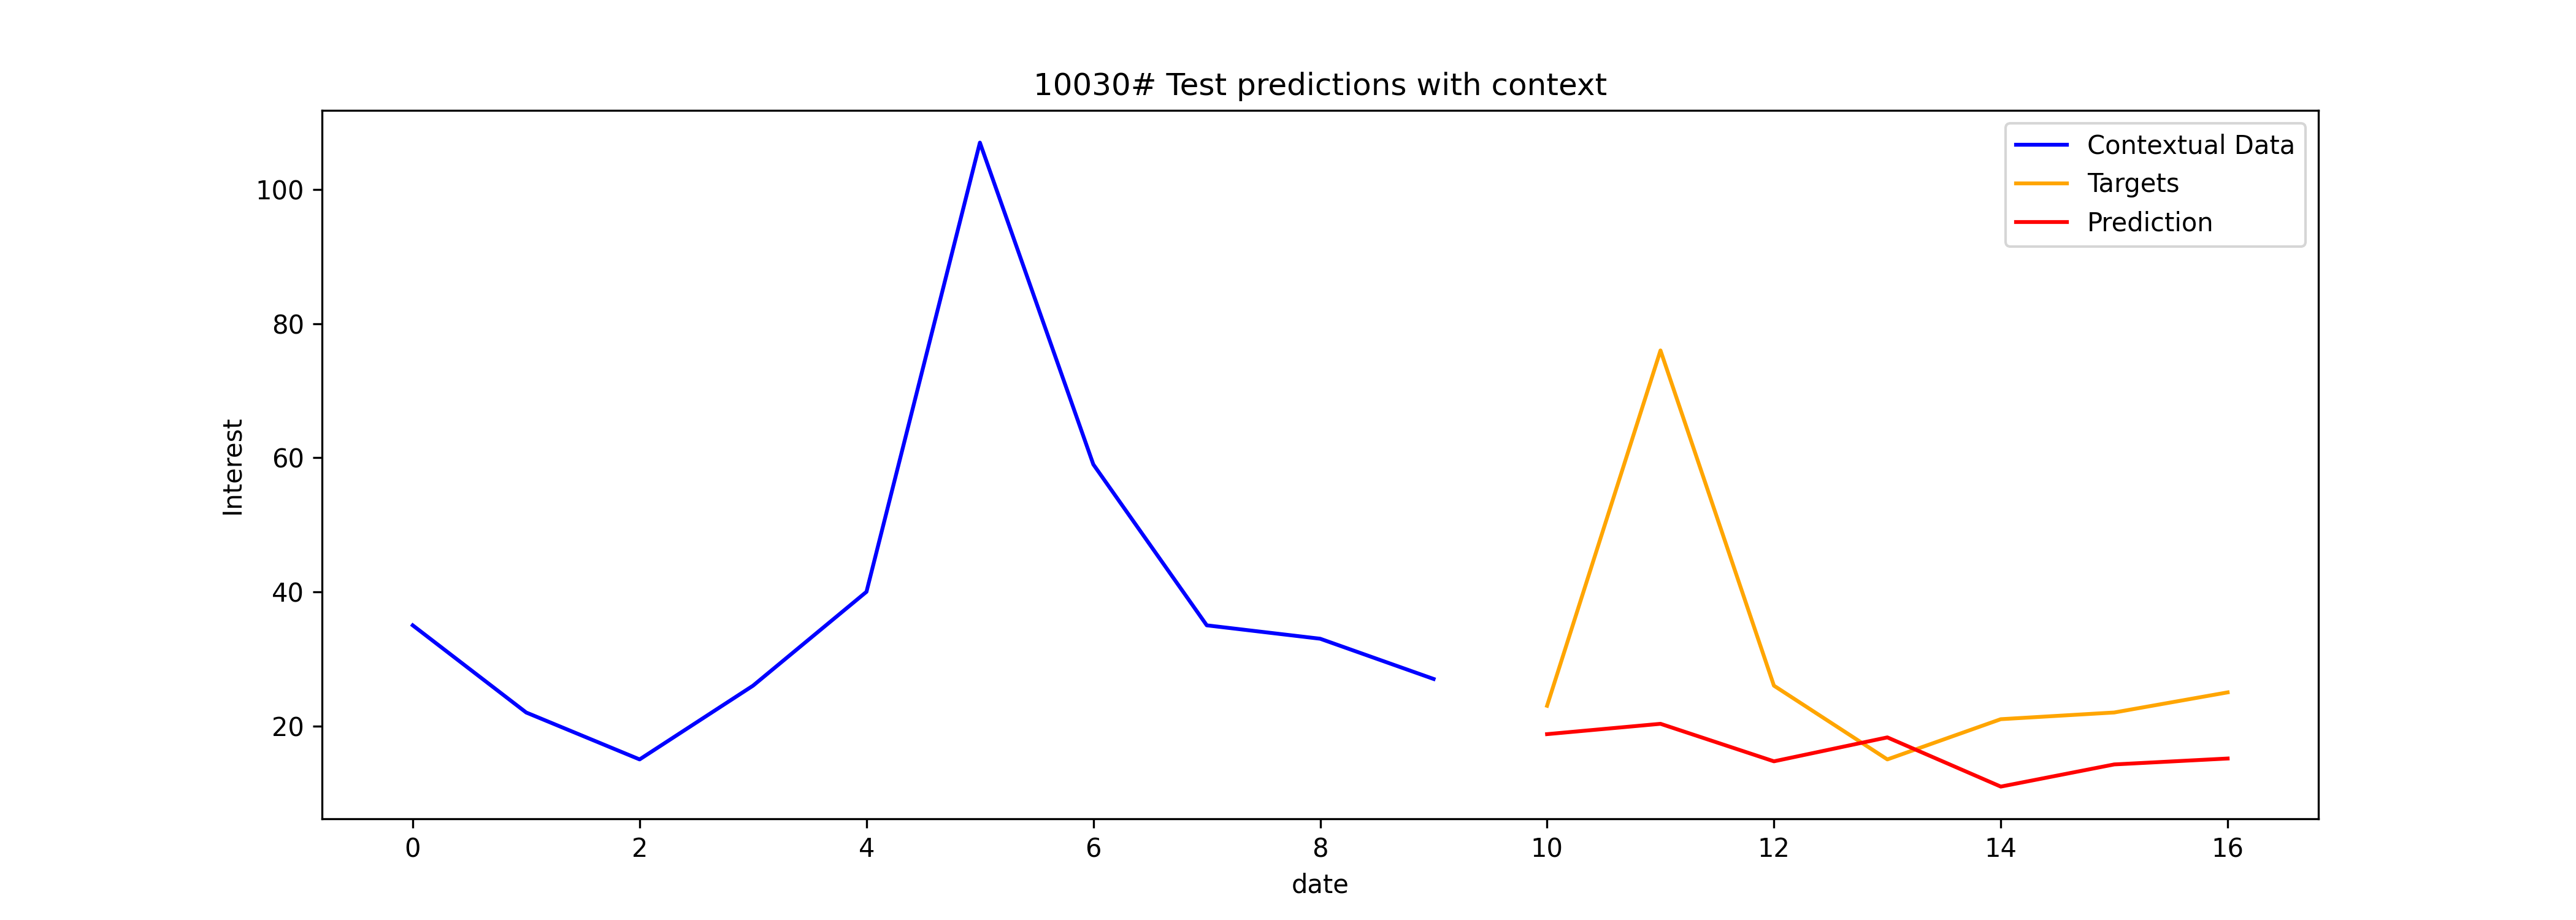 10030# Test predictions with context
Contextual Data
Targets
Prediction
100
80
60
40
20
Interest
0 2 4 6 8 10 12 14 16
date